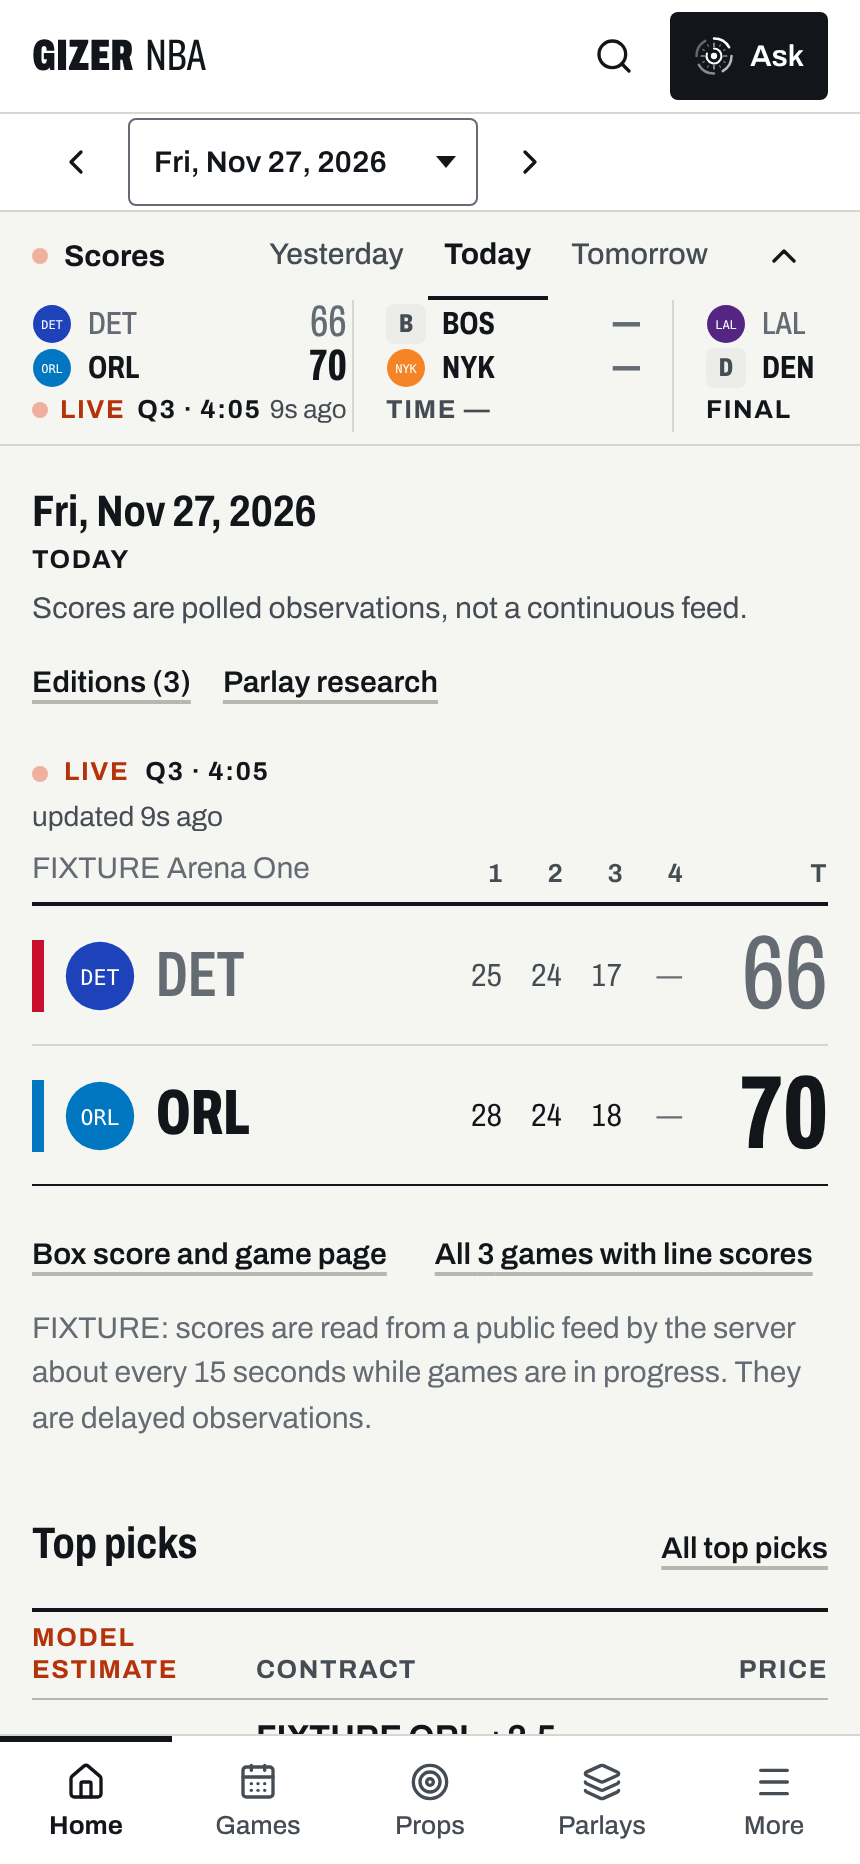 GIZER NBA
Ask
Fri, Nov 27, 2026
Scores Yesterday Today Tomorrow
DET DET 66 B BOS — LAL LAL
ORL ORL 70 NYK NYK — D DEN
LIVE Q3 · 4:05 9s ago TIME — FINAL
Fri, Nov 27, 2026
TODAY
Scores are polled observations, not a continuous feed.
Editions (3) Parlay research
LIVE Q3 · 4:05
updated 9s ago
FIXTURE Arena One 1 2 3 4 T
DET DET 25 24 17 — 66
ORL ORL 28 24 18 — 70
Box score and game page All 3 games with line scores
FIXTURE: scores are read from a public feed by the server
about every 15 seconds while games are in progress. They
are delayed observations.
Top picks All top picks
MODEL
ESTIMATE CONTRACT PRICE
FIXTURE ORL
Home Games Props Parlays More